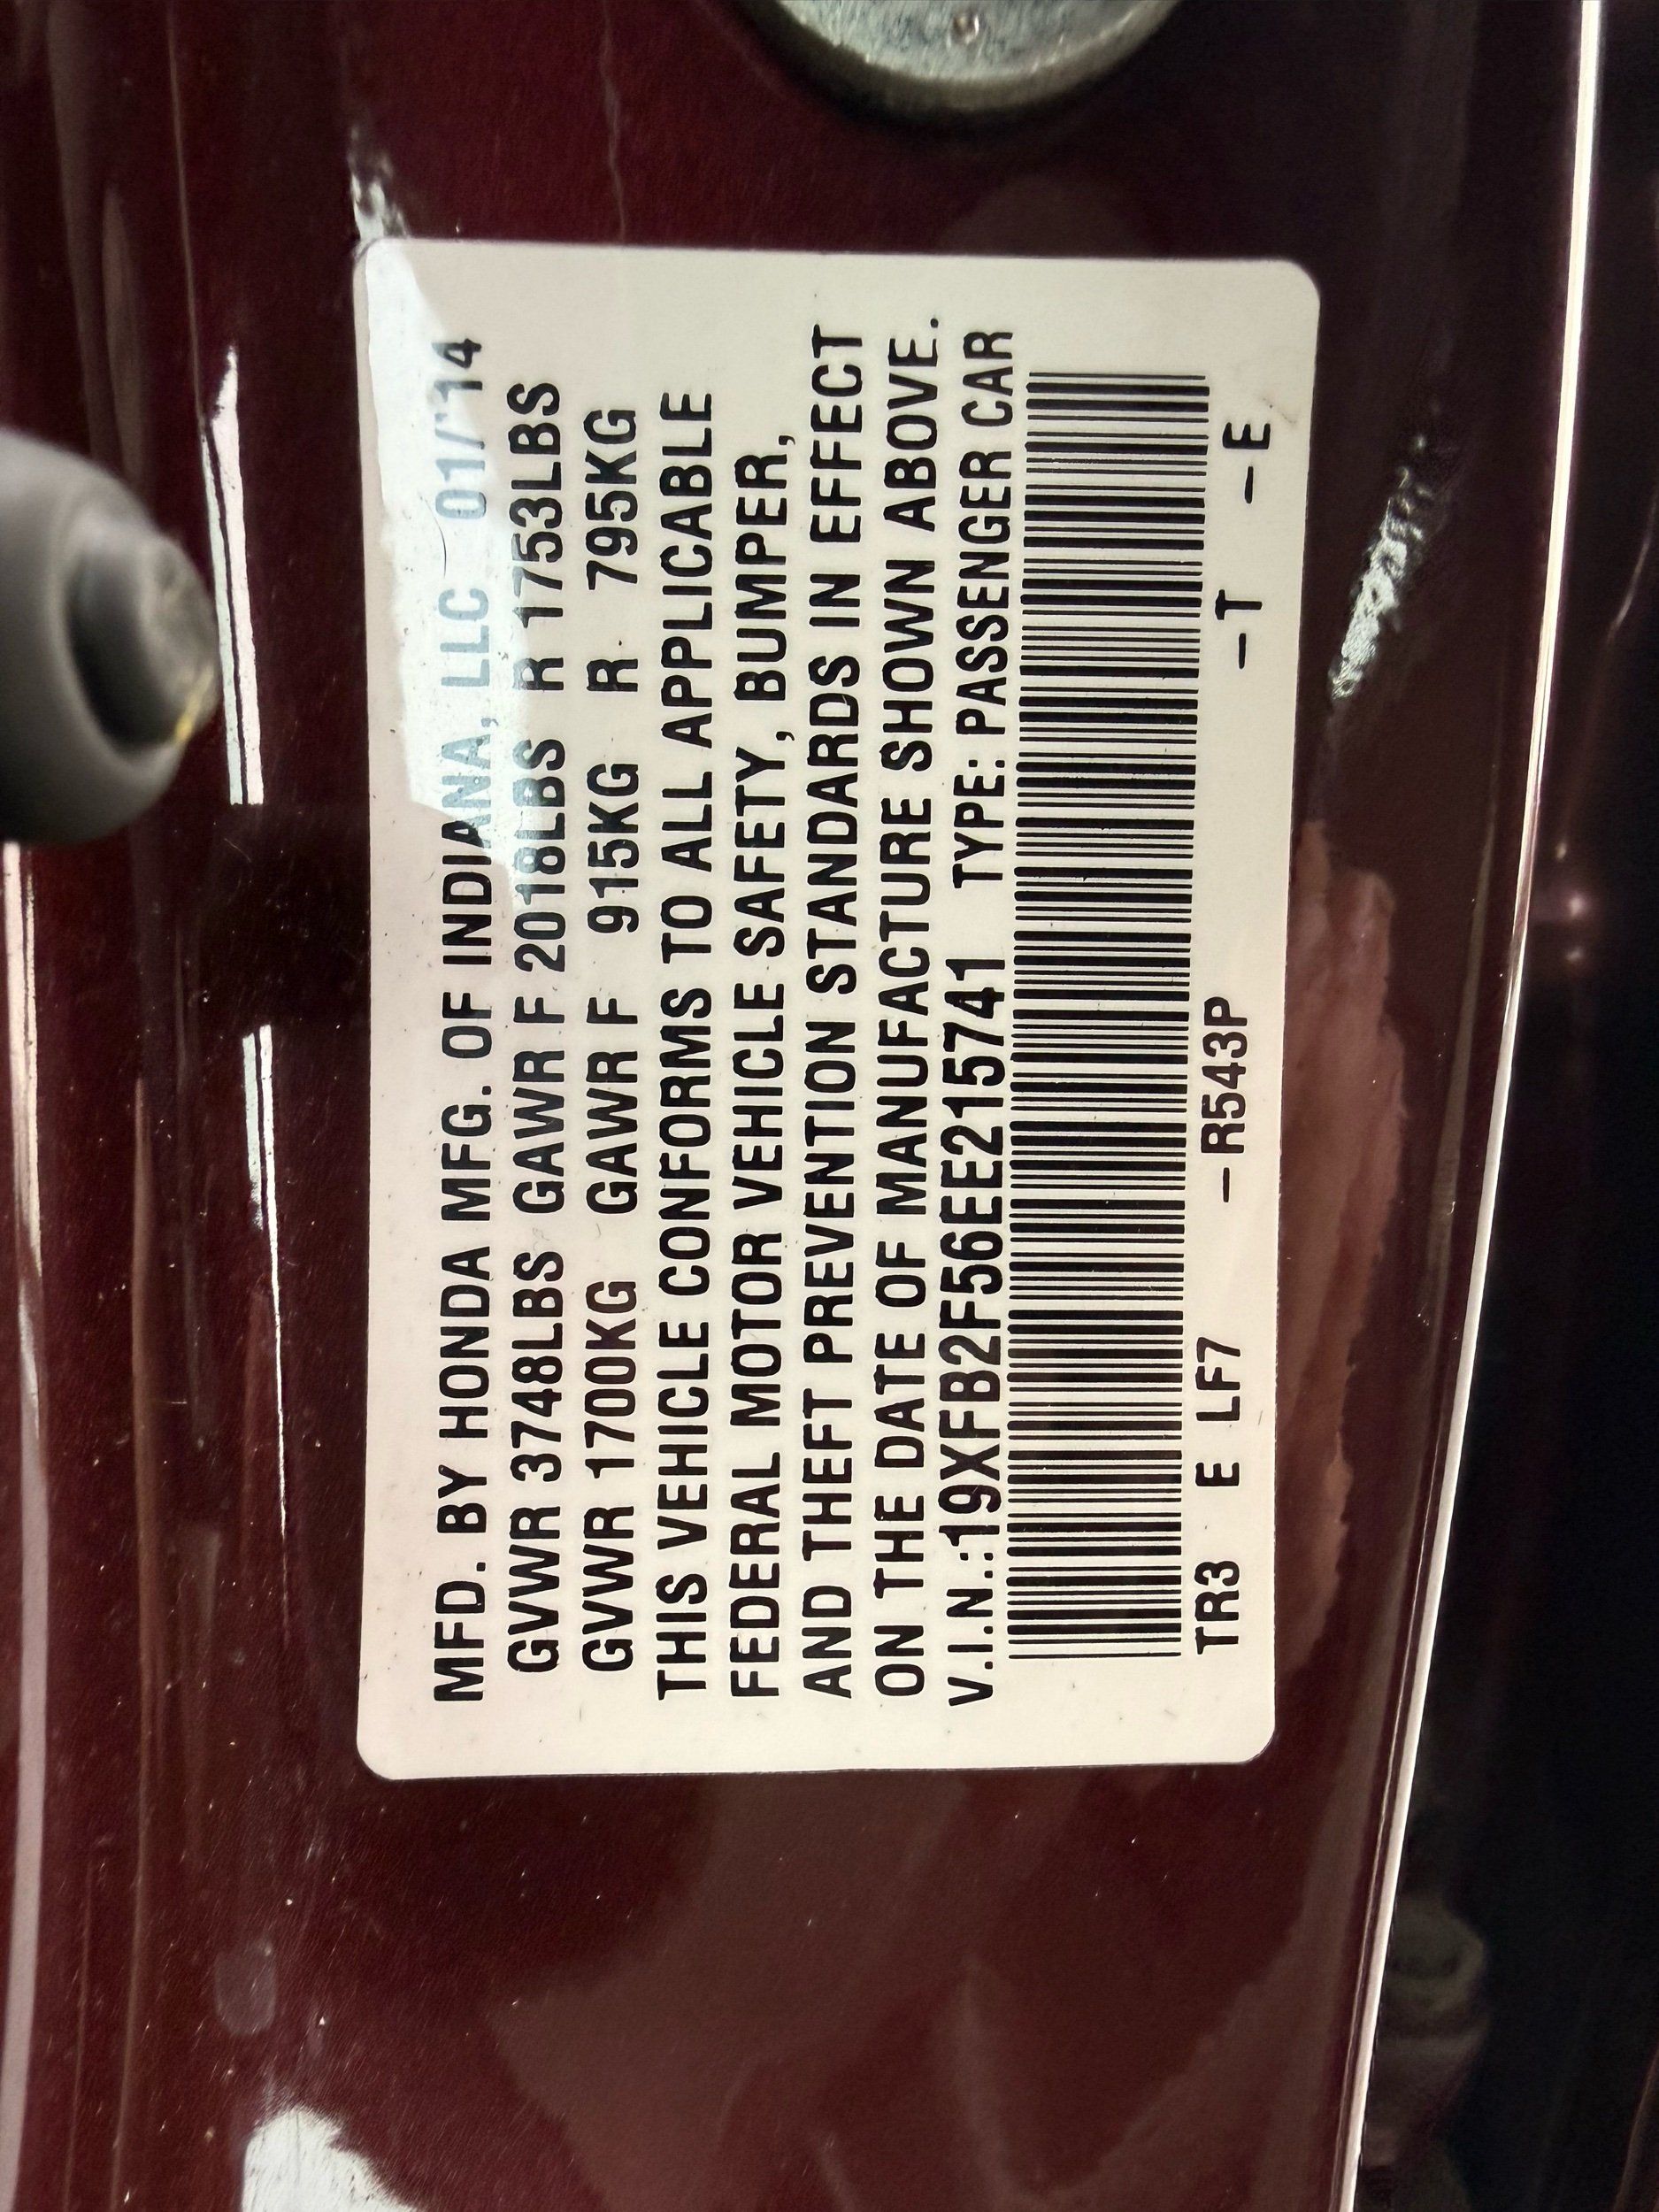 MFD. BY HONDA MFG. OF INDIANA, LLC 01/'14
GVWR 3748LBS GAWR F 2018LBS R 1753LBS
GVWR 1700KG GAWR F 915KG R 795KG
THIS VEHICLE CONFORMS TO ALL APPLICABLE
FEDERAL MOTOR VEHICLE SAFETY, BUMPER,
AND THEFT PREVENTION STANDARDS IN EFFECT
ON THE DATE OF MANUFACTURE SHOWN ABOVE.
V.I.N.:19XFB2F56EE215741 TYPE: PASSENGER CAR
TR3 E LF7 –R543P –T –E